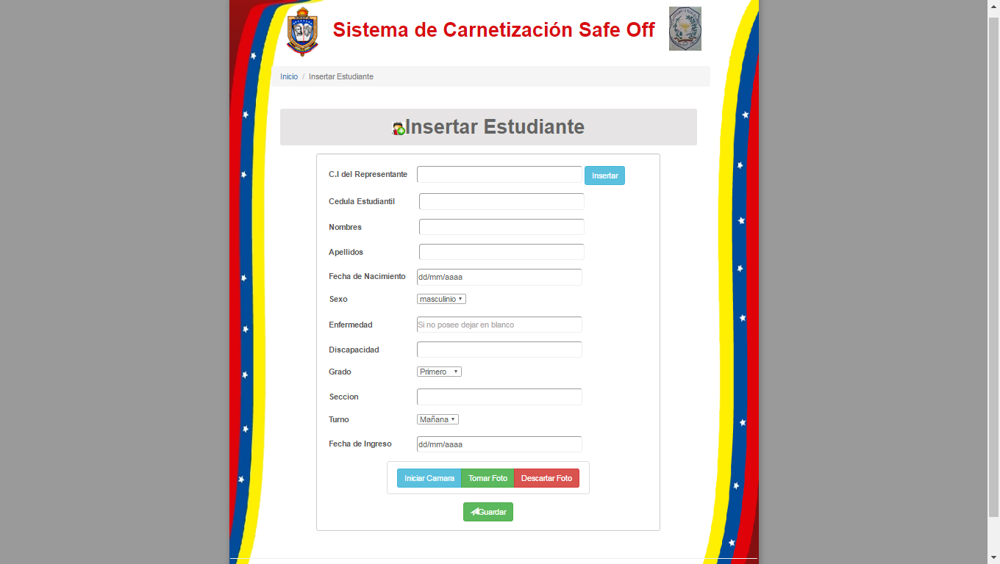 Sistema de Carnetización Safe Off
Inicio / Insertar Estudiante
Insertar Estudiante
C.I del Representante Insertar
Cedula Estudiantil
Nombres
Apellidos
Fecha de Nacimiento dd/mm/aaaa
Sexo masculinio
Enfermedad Si no posee dejar en blanco
Discapacidad
Grado Primero
Seccion
Turno Mañana
Fecha de Ingreso dd/mm/aaaa
Iniciar Camara Tomar Foto Descartar Foto
Guardar